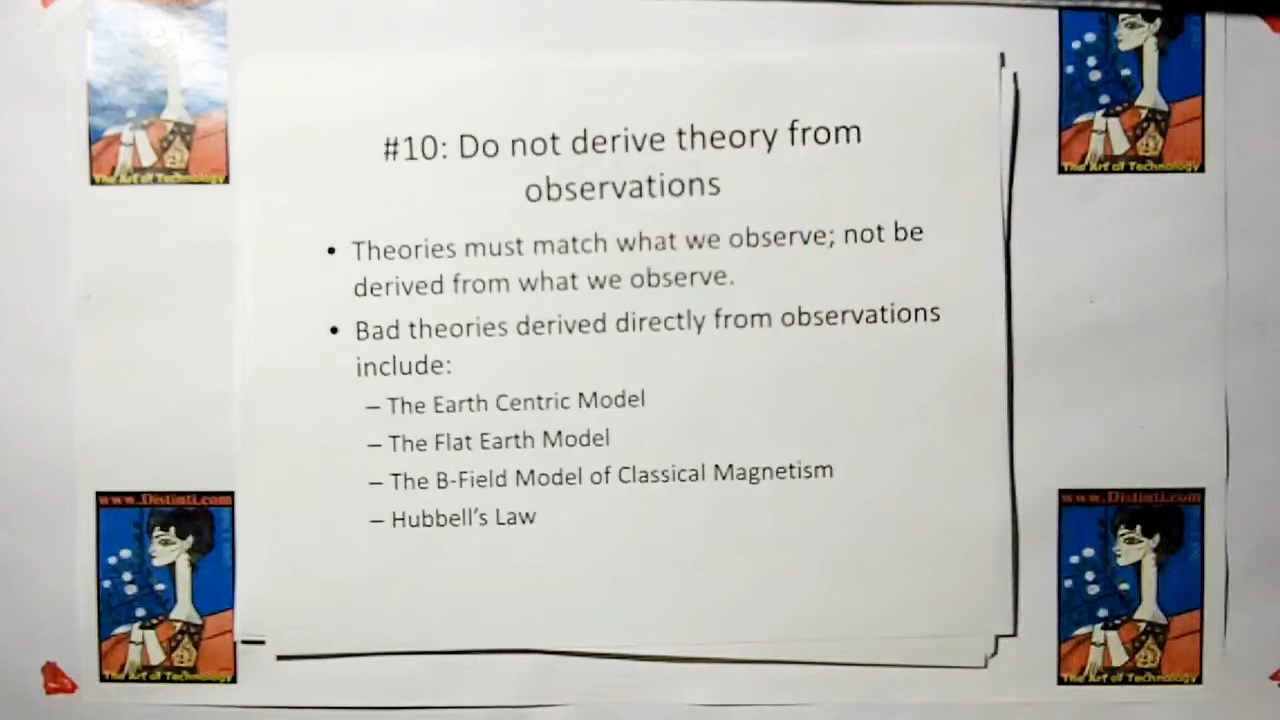 #10: Do not derive theory from
observations
• Theories must match what we observe; not be
derived from what we observe.
• Bad theories derived directly from observations
include:
– The Earth Centric Model
– The Flat Earth Model
– The B-Field Model of Classical Magnetism
– Hubbell's Law
The Art of Technology
The Art of Technology
www.Distinti.com
The Art of Technology
www.Distinti.com
The Art of Technology